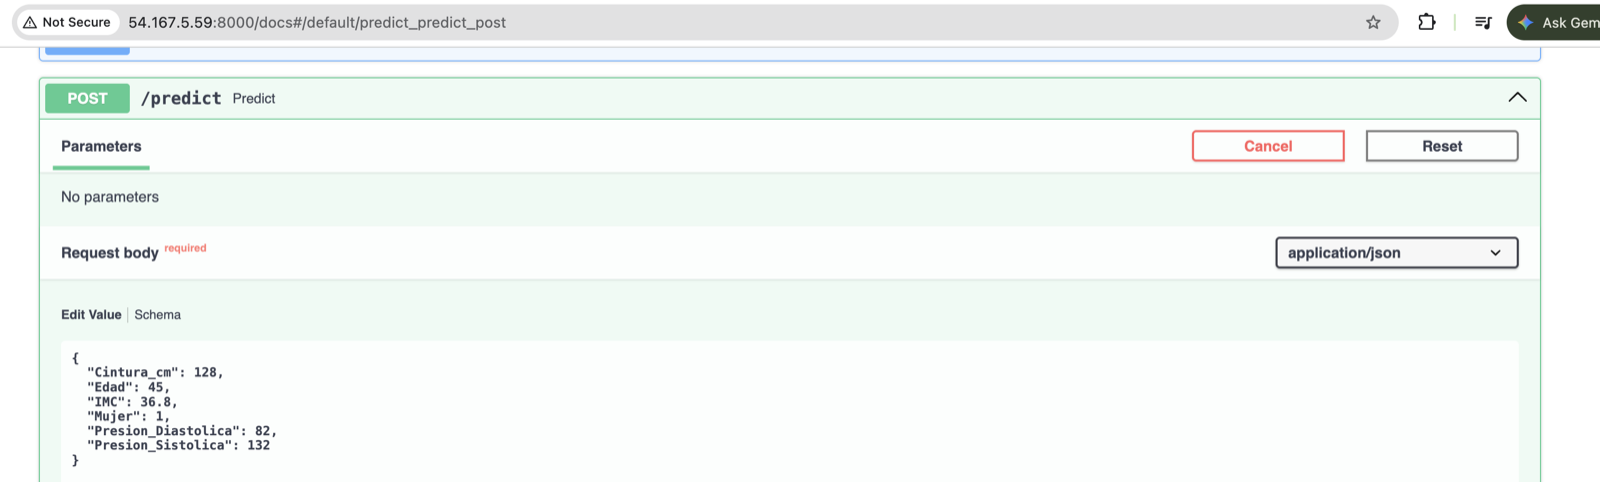 Not Secure 54.167.5.59:8000/docs#/default/predict_predict_post Ask Gem
POST /predict Predict
Parameters Cancel Reset
No parameters
Request body required application/json
Edit Value Schema
{
"Cintura_cm": 128,
"Edad": 45,
"IMC": 36.8,
"Mujer": 1,
"Presion_Diastolica": 82,
"Presion_Sistolica": 132
}